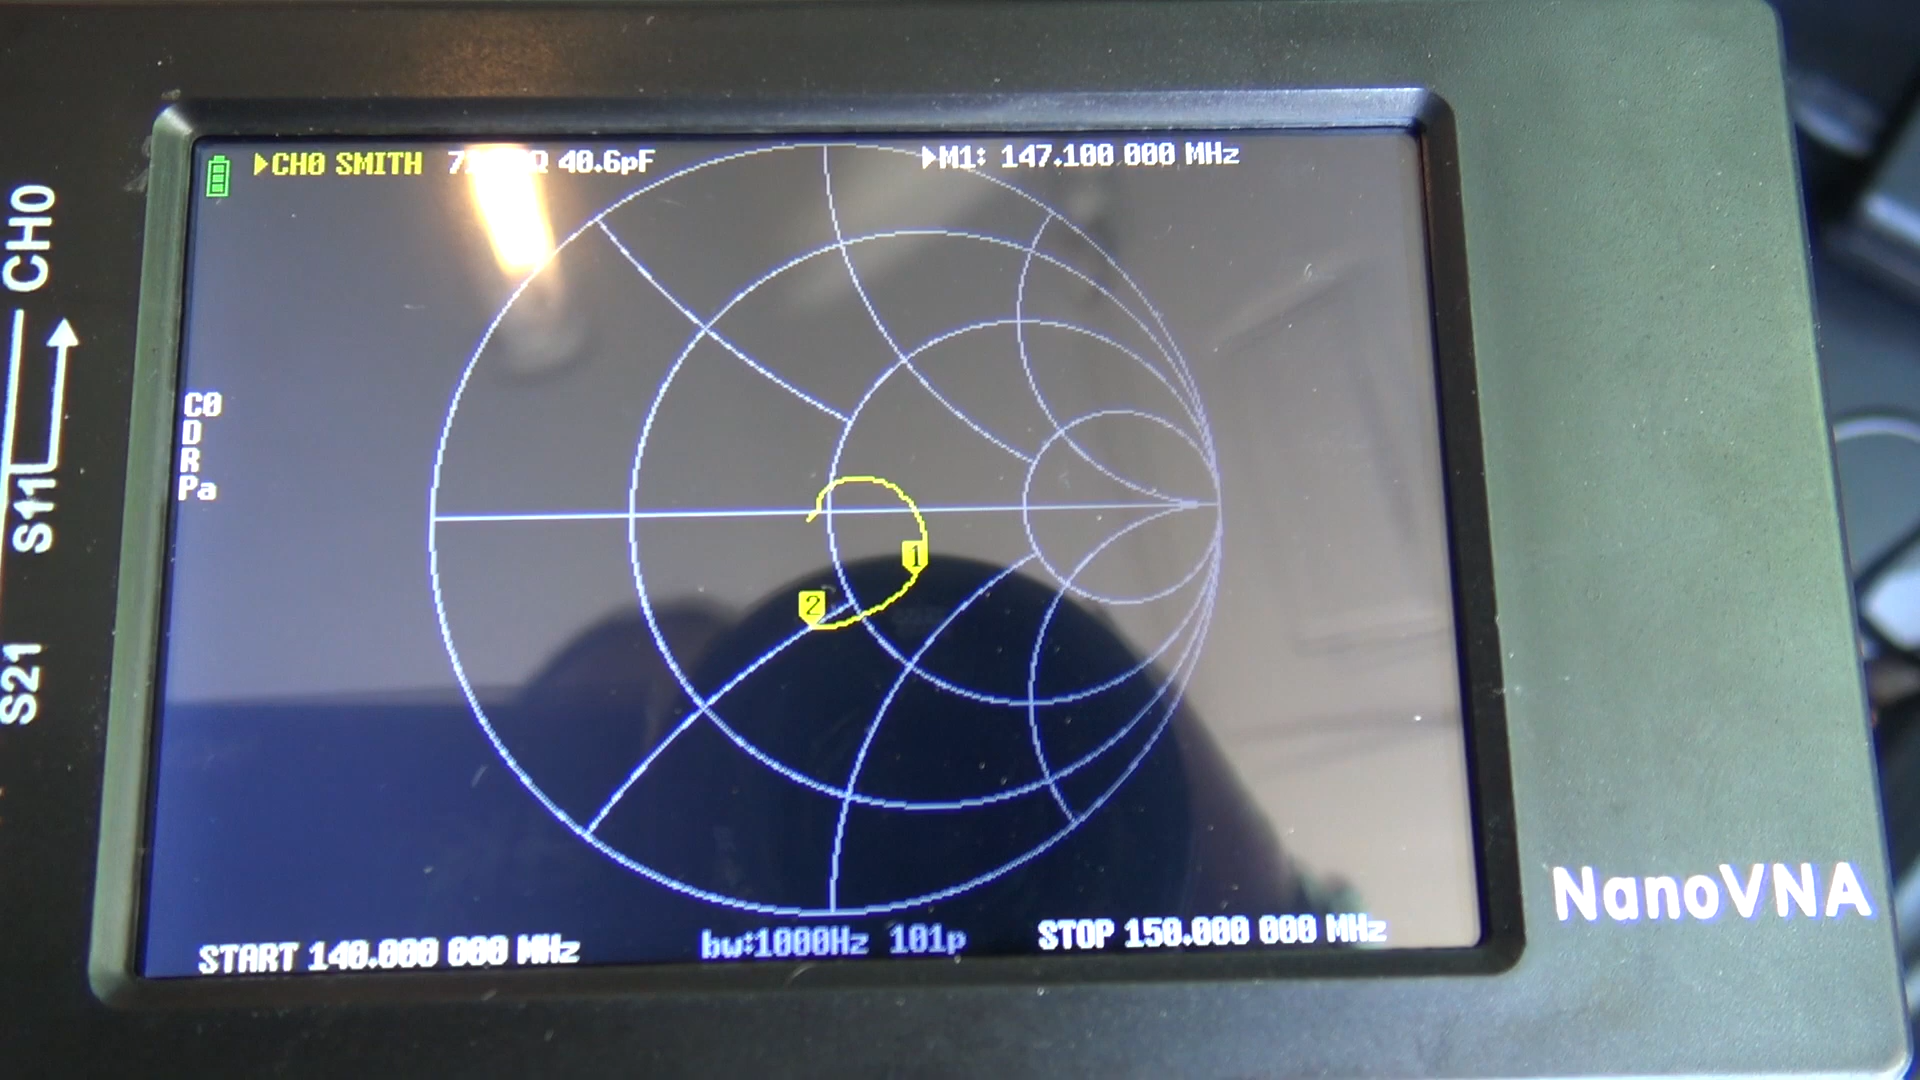 CH0 SMITH 40.6pF M1: 147.100 000 MHz
CH0
C0
D
R
Pa
S11
1
2
S21
NanoVNA
START 140.000 000 MHz bw:1000Hz 101p STOP 150.000 000 MHz